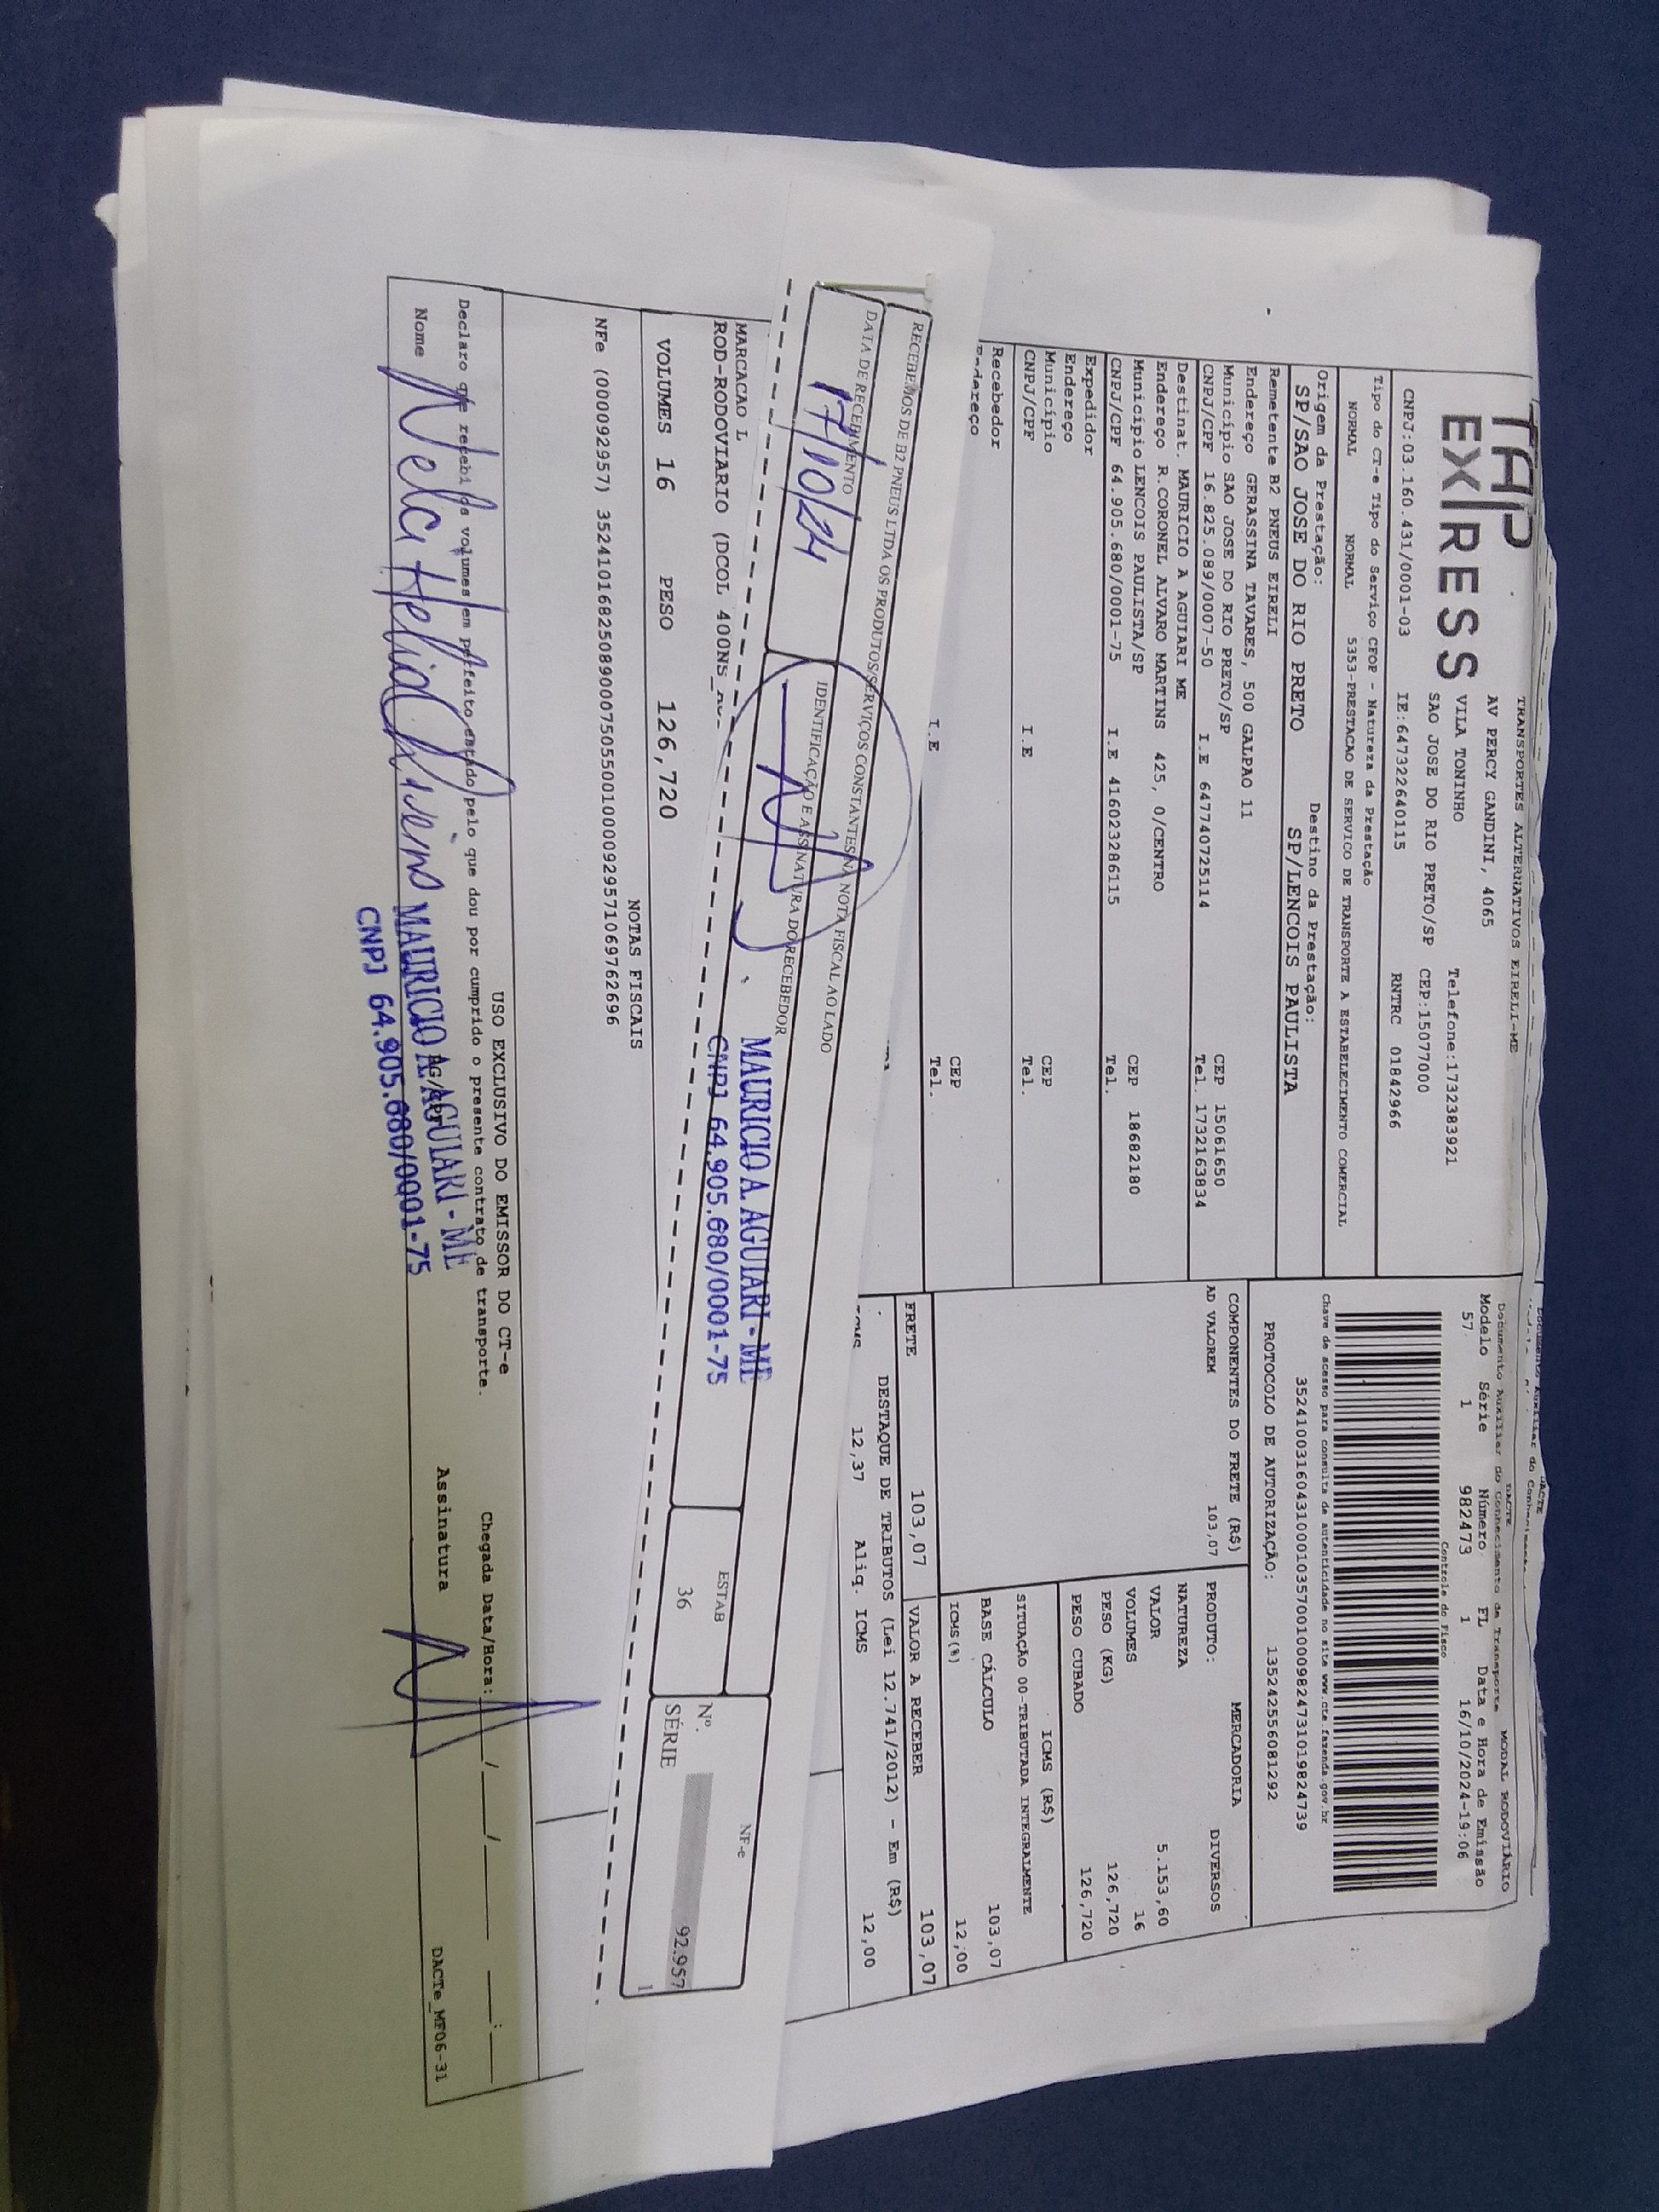 TAP
EXPRESS
TRANSPORTES ALTERNATIVOS EIRELI-ME
AV PERCY GANDINI, 4065
VILA TONINHO
SAO JOSE DO RIO PRETO/SP
Telefone:1732383921
CEP:15077000
CNPJ:03.160.431/0001-03 IE:647322640115 RNTRC 01842966
Tipo do CT-e Tipo do Serviço CFOP - Natureza da Prestação
NORMAL NORMAL 5353-PRESTACAO DE SERVICO DE TRANSPORTE A ESTABELECIMENTO COMERCIAL
Origem da Prestação: Destino da Prestação:
SP/SAO JOSE DO RIO PRETO SP/LENCOIS PAULISTA
Remetente B2 PNEUS EIRELI
Endereço GERASSINA TAVARES, 500 GALPAO 11
Município SAO JOSE DO RIO PRETO/SP CEP 15061650
CNPJ/CPF 16.825.089/0007-50 I.E 647740725114 Tel. 1732163834
Destinat. MAURICIO A AGUIARI ME
Endereço R.CORONEL ALVARO MARTINS 425, 0/CENTRO
Município LENCOIS PAULISTA/SP CEP 18682180
CNPJ/CPF 64.905.680/0001-75 I.E 416023286115 Tel.
Expedidor
Endereço
Município CEP
CNPJ/CPF I.E Tel.
Recebedor
Endereço
CEP
I.E Tel.
DACTE
Documento Auxiliar do Conhecimento de Transporte MODAL RODOVIÁRIO
Modelo Série Número FL Data e Hora de Emissão
57 1 982473 1 16/10/2024-19:06
Controle do Fisco
Chave de acesso para consulta de autenticidade no site www.cte.fazenda.gov.br
35241003160431000103570010009824731019824739
PROTOCOLO DE AUTORIZAÇÃO: 135242556081292
COMPONENTES DO FRETE (R$)
AD VALOREM 103,07
MERCADORIA
PRODUTO: DIVERSOS
NATUREZA
VALOR 5.153,60
VOLUMES 16
PESO (KG) 126,720
PESO CUBADO 126,720
ICMS (R$)
SITUAÇÃO 00-TRIBUTADA INTEGRALMENTE
BASE CÁLCULO 103,07
ICMS(%) 12,00
FRETE 103,07 VALOR A RECEBER 103,07
DESTAQUE DE TRIBUTOS (Lei 12.741/2012) - Em (R$)
ICMS 12,37 Aliq. ICMS 12,00
RECEBEMOS DE B2 PNEUS LTDA OS PRODUTOS/SERVIÇOS CONSTANTES NA NOTA FISCAL AO LADO
DATA DE RECEBIMENTO IDENTIFICAÇÃO E ASSINATURA DO RECEBEDOR
17/10/24
MAURICIO A. AGUIARI - ME
CNPJ 64.905.680/0001-75
ESTAB
36
NF-e
Nº. 92.957
SÉRIE 1
MARCACAO L
ROD-RODOVIARIO (DCOL 400NS
VOLUMES 16 PESO 126,720
NOTAS FISCAIS
NFe (000092957) 35241016825089000750550010000929571069762696
USO EXCLUSIVO DO EMISSOR DO CT-e
Declaro que recebi os volumes em perfeito estado pelo que dou por cumprido o presente contrato de transporte.
Chegada Data/Hora: ___/___/____ ___:___
Nome Nelci Helid
MAURICIO A. AGUIARI - ME
CNPJ 64.905.680/0001-75
Assinatura
DACTe_MF06-31